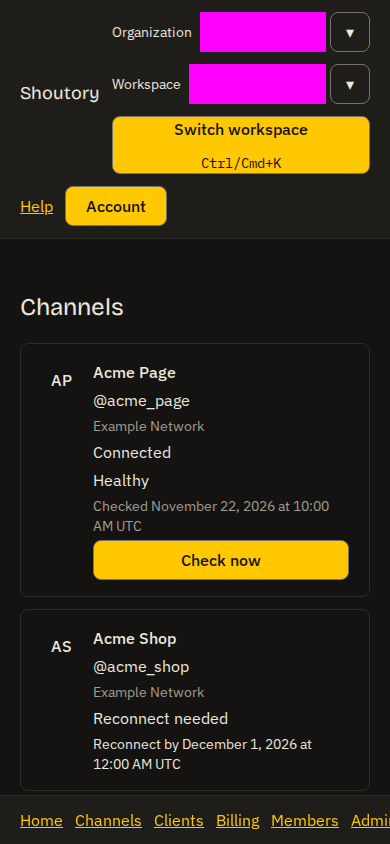 Organization
▼
Workspace
▼
Shoutory
Switch workspace
Ctrl/Cmd+K
Help
Account
Channels
AP
Acme Page
@acme_page
Example Network
Connected
Healthy
Checked November 22, 2026 at 10:00
AM UTC
Check now
AS
Acme Shop
@acme_shop
Example Network
Reconnect needed
Reconnect by December 1, 2026 at
12:00 AM UTC
Home Channels Clients Billing Members